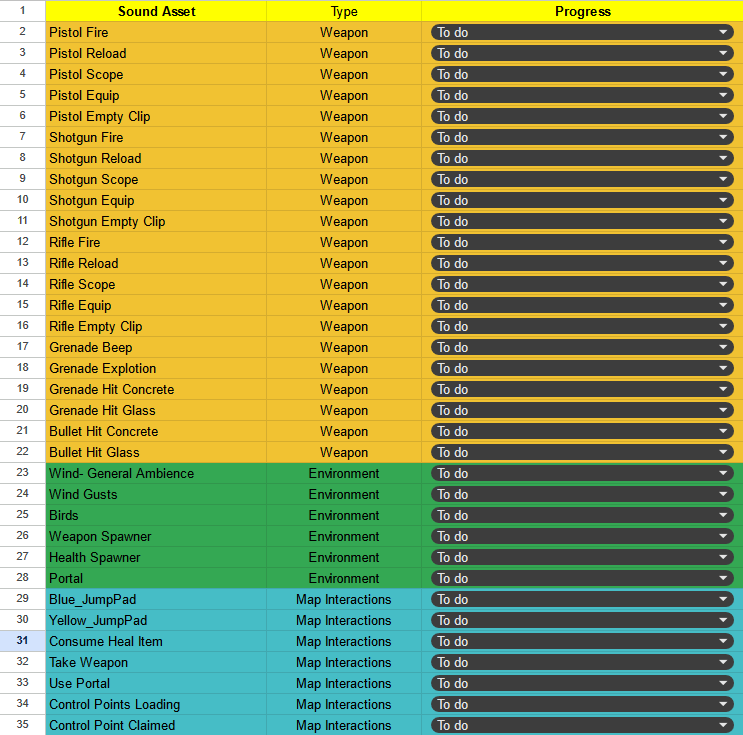 1 Sound Asset Type Progress
2 Pistol Fire Weapon To do
3 Pistol Reload Weapon To do
4 Pistol Scope Weapon To do
5 Pistol Equip Weapon To do
6 Pistol Empty Clip Weapon To do
7 Shotgun Fire Weapon To do
8 Shotgun Reload Weapon To do
9 Shotgun Scope Weapon To do
10 Shotgun Equip Weapon To do
11 Shotgun Empty Clip Weapon To do
12 Rifle Fire Weapon To do
13 Rifle Reload Weapon To do
14 Rifle Scope Weapon To do
15 Rifle Equip Weapon To do
16 Rifle Empty Clip Weapon To do
17 Grenade Beep Weapon To do
18 Grenade Explotion Weapon To do
19 Grenade Hit Concrete Weapon To do
20 Grenade Hit Glass Weapon To do
21 Bullet Hit Concrete Weapon To do
22 Bullet Hit Glass Weapon To do
23 Wind- General Ambience Environment To do
24 Wind Gusts Environment To do
25 Birds Environment To do
26 Weapon Spawner Environment To do
27 Health Spawner Environment To do
28 Portal Environment To do
29 Blue_JumpPad Map Interactions To do
30 Yellow_JumpPad Map Interactions To do
31 Consume Heal Item Map Interactions To do
32 Take Weapon Map Interactions To do
33 Use Portal Map Interactions To do
34 Control Points Loading Map Interactions To do
35 Control Point Claimed Map Interactions To do